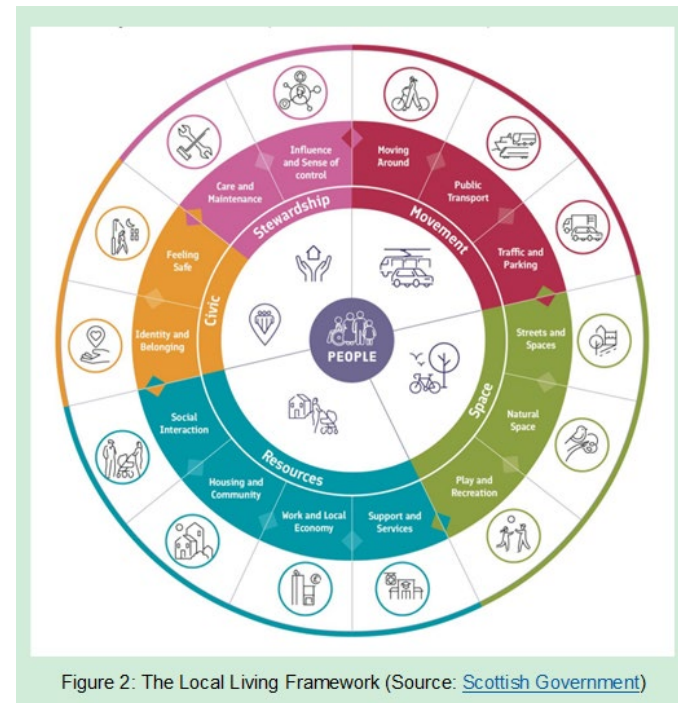 Influence
and Sense of
control
Moving
Around
Public
Transport
Traffic and
Parking
Streets and
Spaces
Natural
Space
Play and
Recreation
Support and
Services
Work and Local
Economy
Housing and
Community
Social
Interaction
Identity and
Belonging
Feeling
Safe
Care and
Maintenance
Stewardship
Movement
Space
Resources
Civic
PEOPLE
Figure 2: The Local Living Framework (Source: Scottish Government)